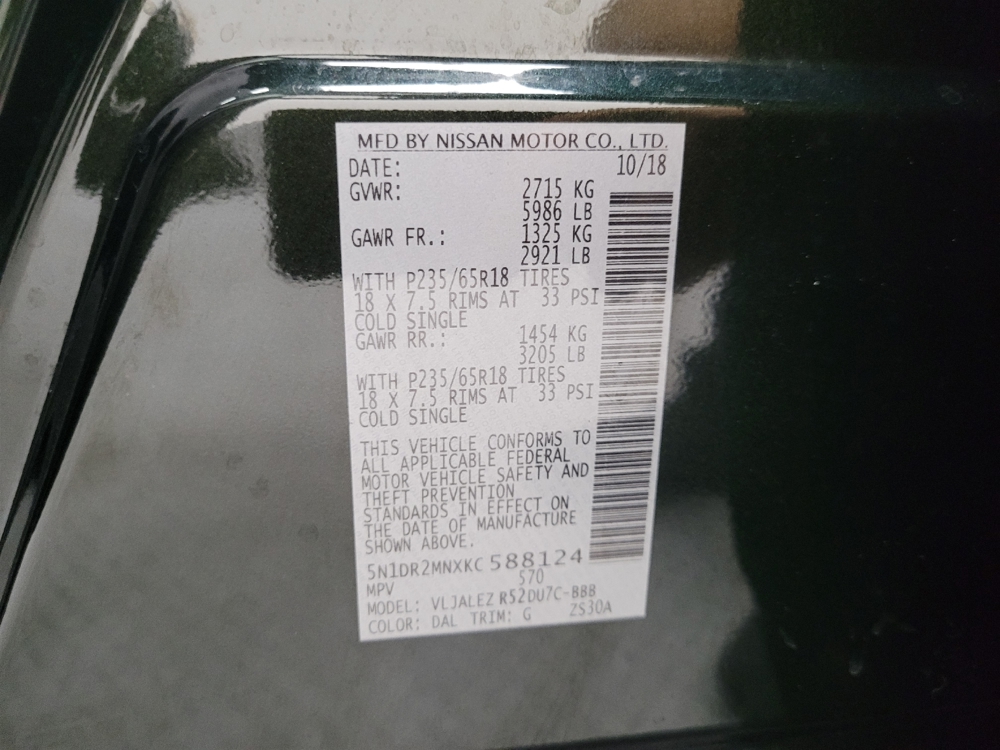 MFD BY NISSAN MOTOR CO., LTD.
DATE: 10/18
GVWR: 2715 KG
5986 LB
GAWR FR.: 1325 KG
2921 LB
WITH P235/65R18 TIRES
18 X 7.5 RIMS AT 33 PSI
COLD SINGLE
GAWR RR.: 1454 KG
3205 LB
WITH P235/65R18 TIRES
18 X 7.5 RIMS AT 33 PSI
COLD SINGLE
THIS VEHICLE CONFORMS TO
ALL APPLICABLE FEDERAL
MOTOR VEHICLE SAFETY AND
THEFT PREVENTION
STANDARDS IN EFFECT ON
THE DATE OF MANUFACTURE
SHOWN ABOVE.
5N1DR2MNXKC588124
MPV 570
MODEL: VLJALEZ R52DU7C-BBB
COLOR: DAL TRIM: G ZS30A